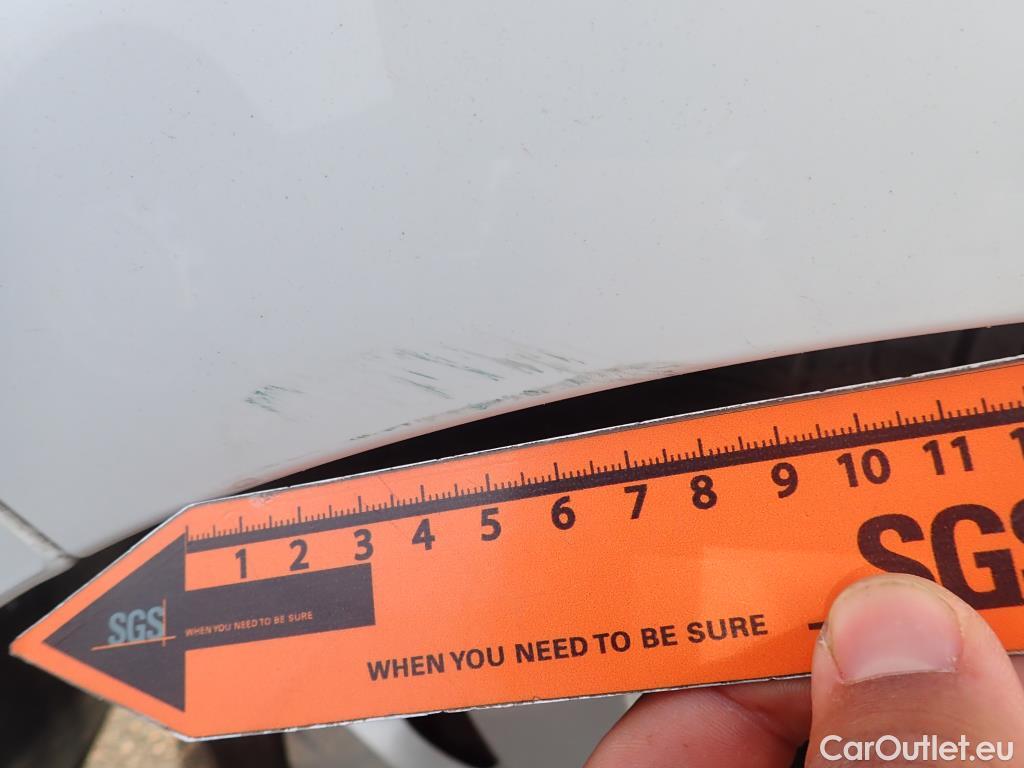 1 2 3 4 5 6 7 8 9 10 11
SGS
SGS
WHEN YOU NEED TO BE SURE
WHEN YOU NEED TO BE SURE
CarOutlet.eu